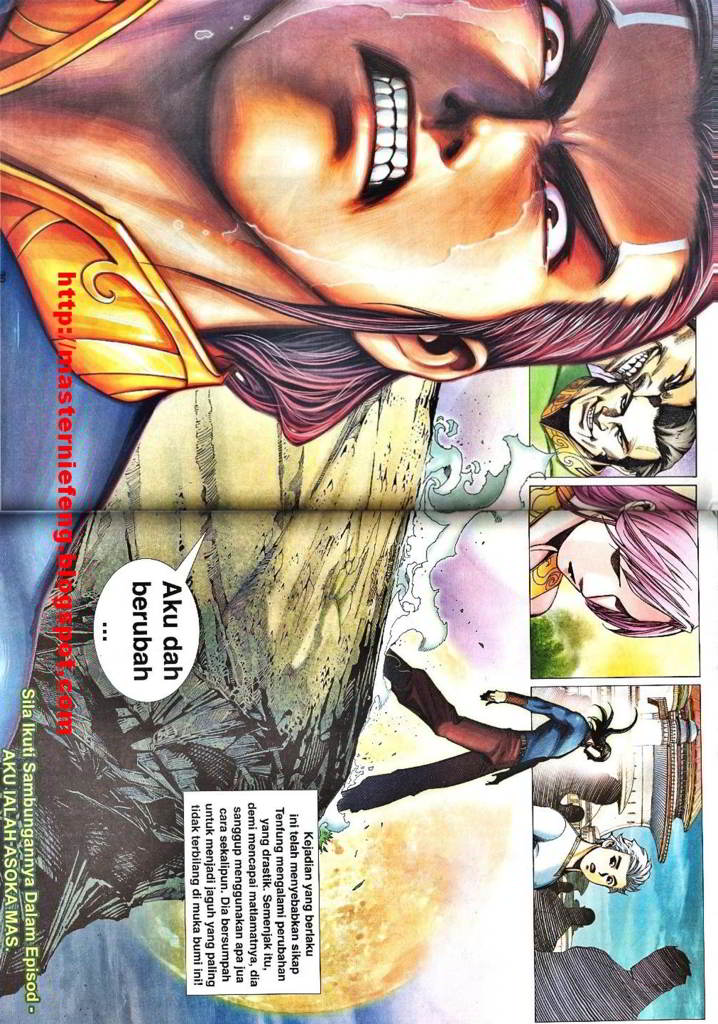 Kejadian yang berlaku
ini telah menyebabkan sikap
Tenfung mengalami perubahan
yang drastik. Semenjak itu,
demi mencapai matlamatnya, dia
sanggup menggunakan apa jua
cara sekalipun. Dia bersumpah
untuk menjadi jaguh yang paling
tidak terbilang di muka bumi ini!
Aku dah
berubah
...
http://masterniefeng.blogspot.com
Sila Ikuti Sambungannya Dalam Episod -
AKU IALAH ASOKA MAS.